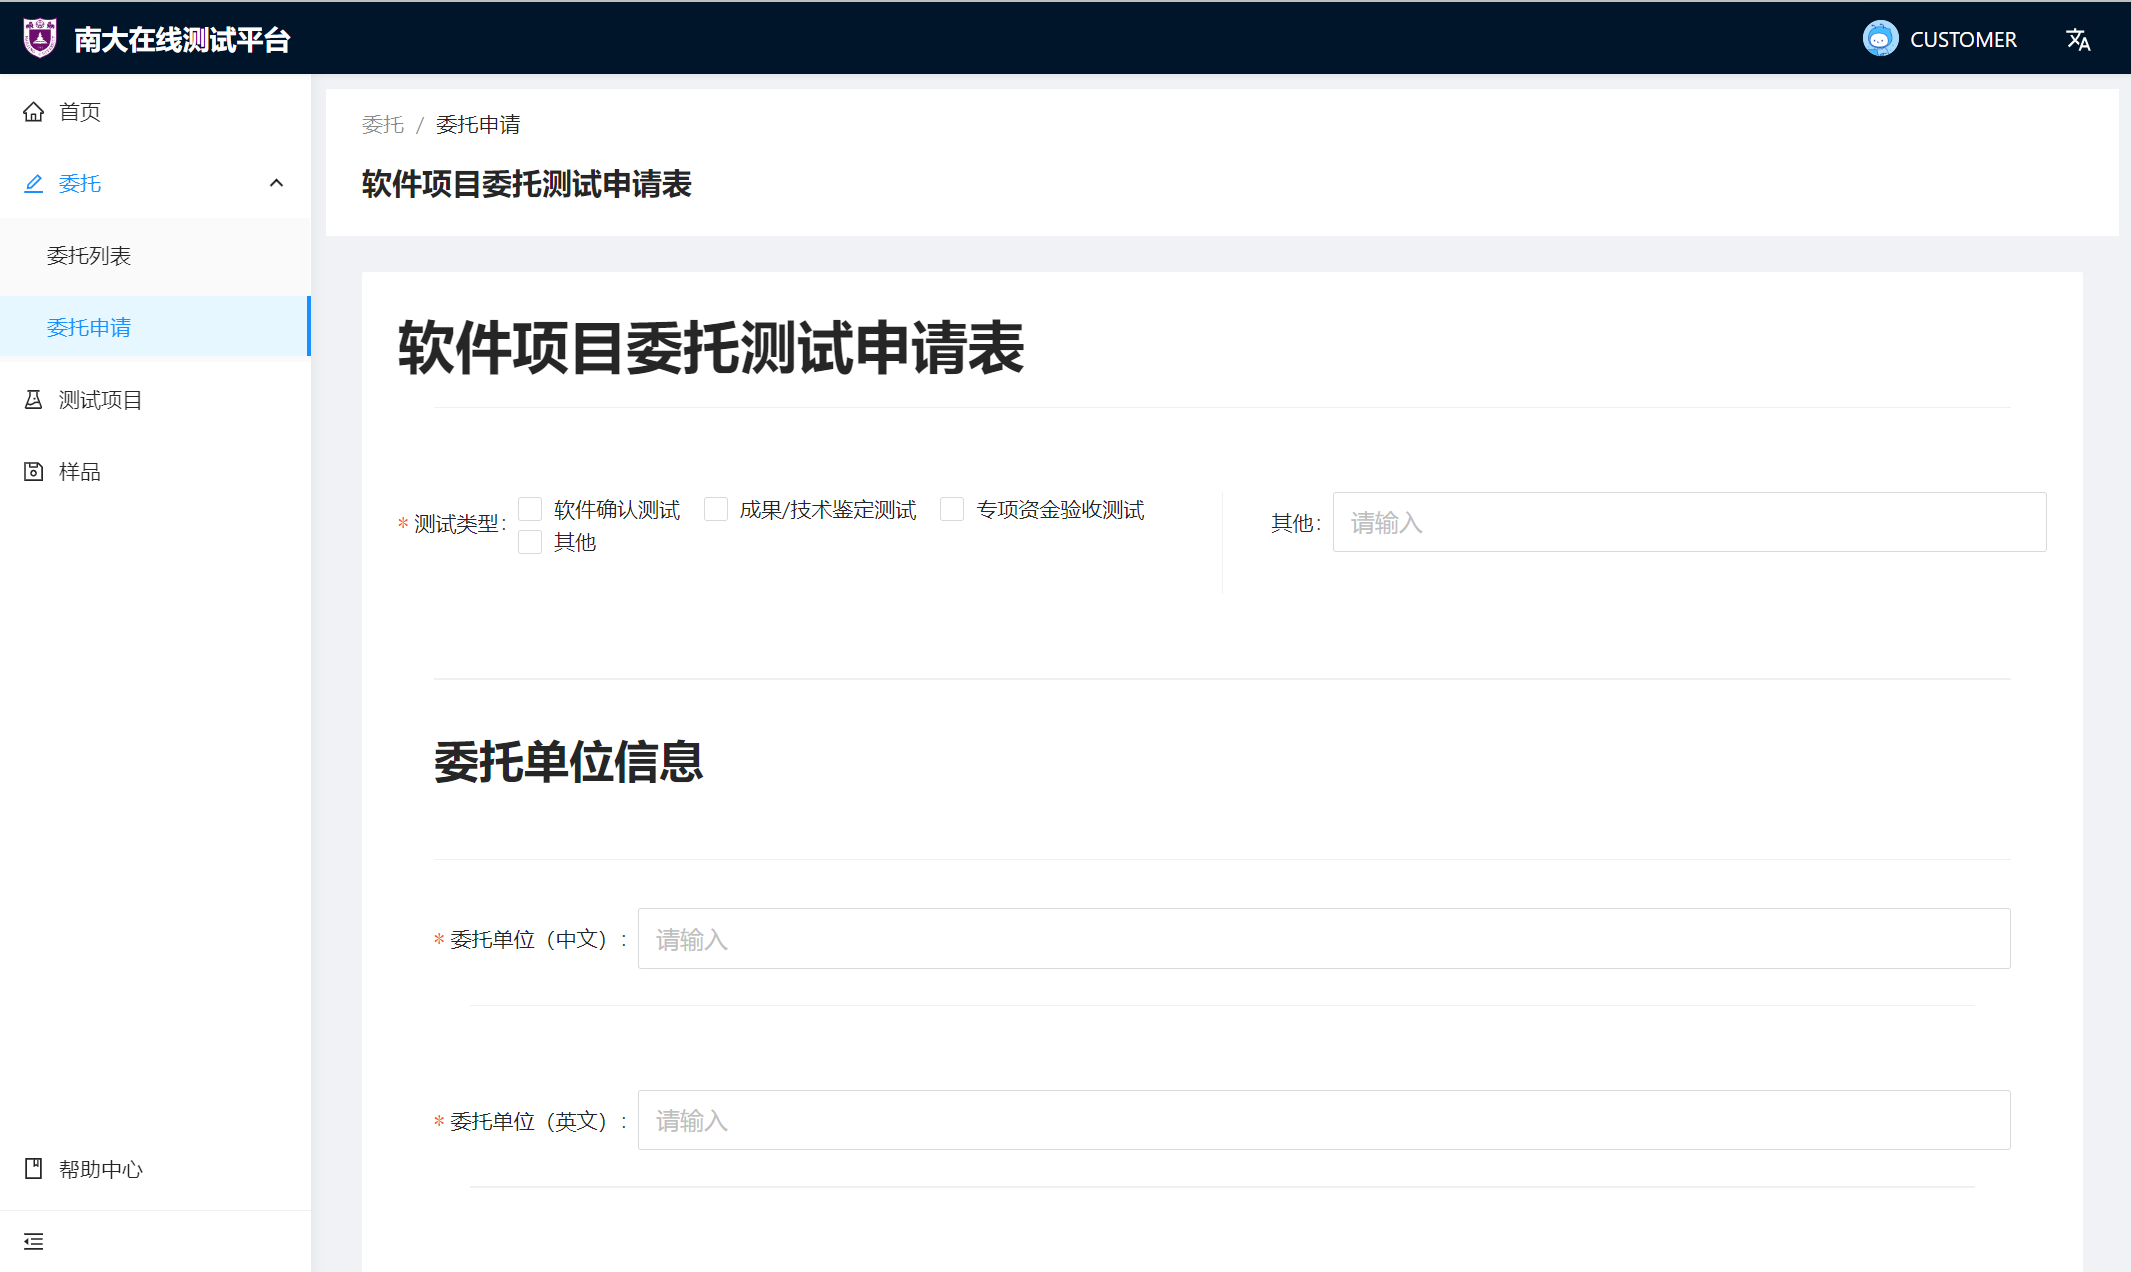 南大在线测试平台
CUSTOMER
首页
委托
委托列表
委托申请
测试项目
样品
帮助中心
委托 / 委托申请
软件项目委托测试申请表
软件项目委托测试申请表
* 测试类型: 软件确认测试 成果/技术鉴定测试 专项资金验收测试
其他
其他: 请输入
委托单位信息
* 委托单位（中文）: 请输入
* 委托单位（英文）: 请输入